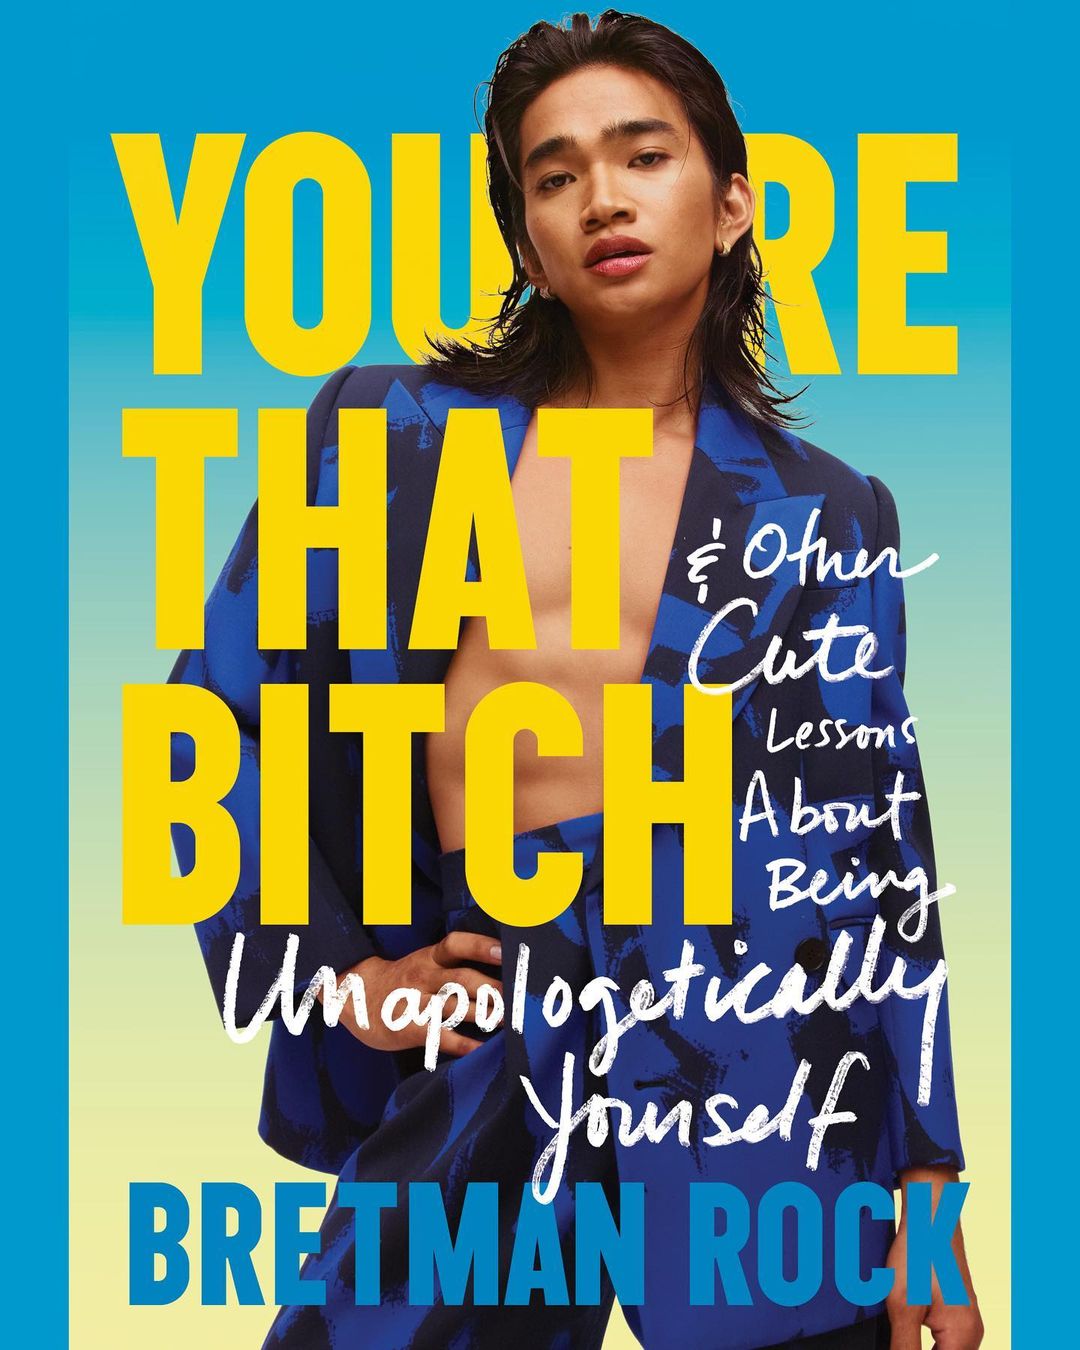 YOU'RE
THAT
BITCH
& Other
Cute
Lessons
About
Being
Unapologetically
Yourself
BRETMAN ROCK